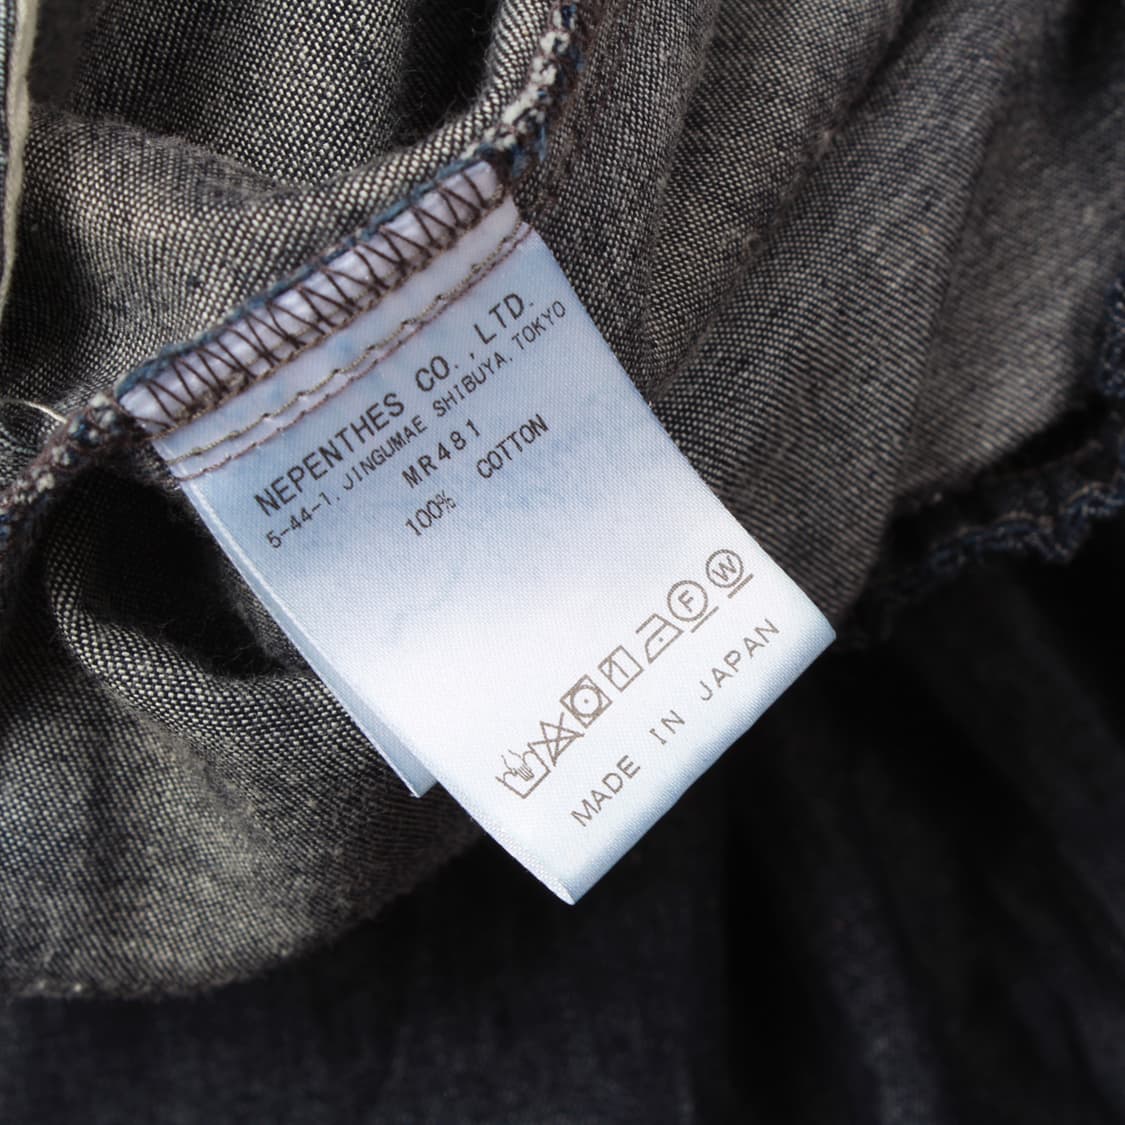 NEPENTHES CO.,LTD.
5-44-1, JINGUMAE SHIBUYA, TOKYO
MR481
100% COTTON
F W
MADE IN JAPAN